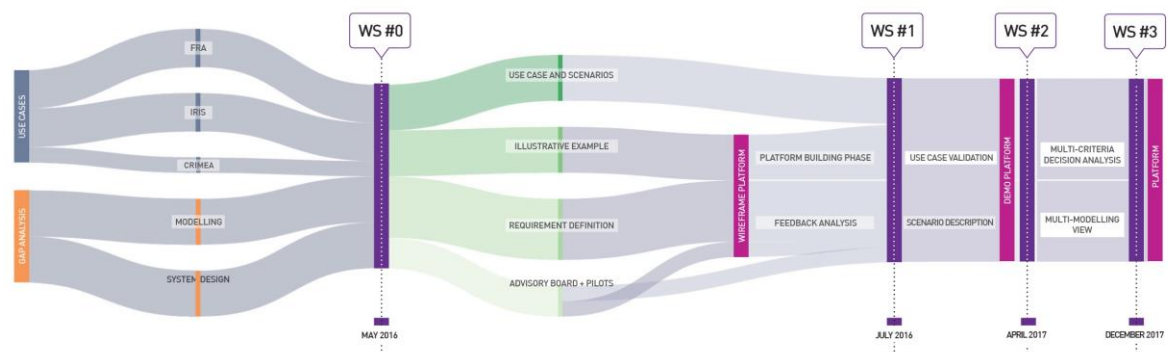 WS #0
WS #1
WS #2
WS #3
USE CASES
FRA
IRIS
CRIMEA
GAP ANALYSIS
MODELLING
SYSTEM DESIGN
USE CASE AND SCENARIOS
ILLUSTRATIVE EXAMPLE
REQUIREMENT DEFINITION
ADVISORY BOARD + PILOTS
WIREFRAME PLATFORM
PLATFORM BUILDING PHASE
FEEDBACK ANALYSIS
USE CASE VALIDATION
SCENARIO DESCRIPTION
DEMO PLATFORM
MULTI-CRITERIA
DECISION ANALYSIS
MULTI-MODELLING
VIEW
PLATFORM
MAY 2016
JULY 2016
APRIL 2017
DECEMBER 2017